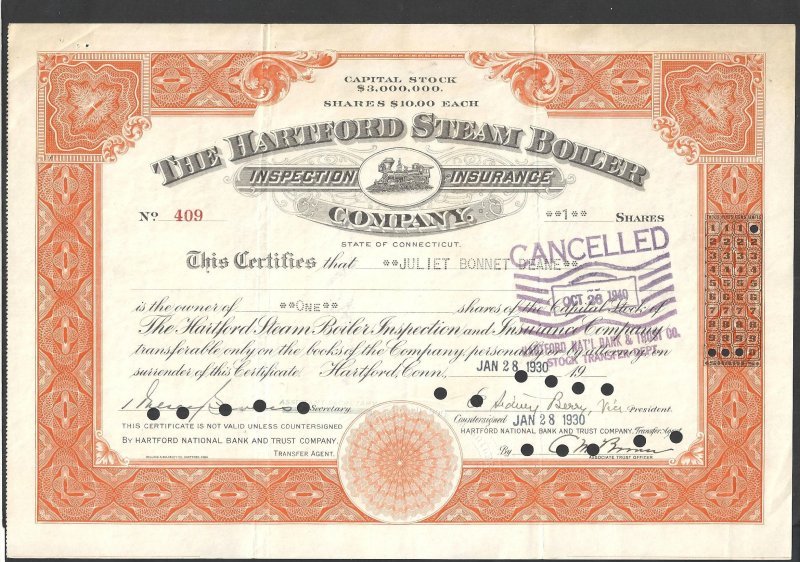 CAPITAL STOCK
$3,000,000.
SHARES $10.00 EACH
THE HARTFORD STEAM BOILER
INSPECTION INSURANCE
COMPANY.
Nº 409
**1** SHARES
STATE OF CONNECTICUT.
This Certifies that **JULIET BONNET DEANE**
CANCELLED
OCT 26 1940
HARTFORD NAT'L BANK & TRUST CO.
STOCK TRANSFER DEPT.
is the owner of **ONE** shares of the Capital Stock of
The Hartford Steam Boiler Inspection and Insurance Company
transferable only on the books of the Company, personally or by attorney on
surrender of this Certificate. Hartford, Conn., JAN 28 1930 19
Secretary
C Sidney Berry, Vice President.
THIS CERTIFICATE IS NOT VALID UNLESS COUNTERSIGNED
BY HARTFORD NATIONAL BANK AND TRUST COMPANY.
TRANSFER AGENT.
Countersigned JAN 28 1930
HARTFORD NATIONAL BANK AND TRUST COMPANY, Transfer Agent
By
ASSOCIATE TRUST OFFICER